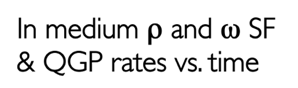 In medium ρ and ω SF
& QGP rates vs. time